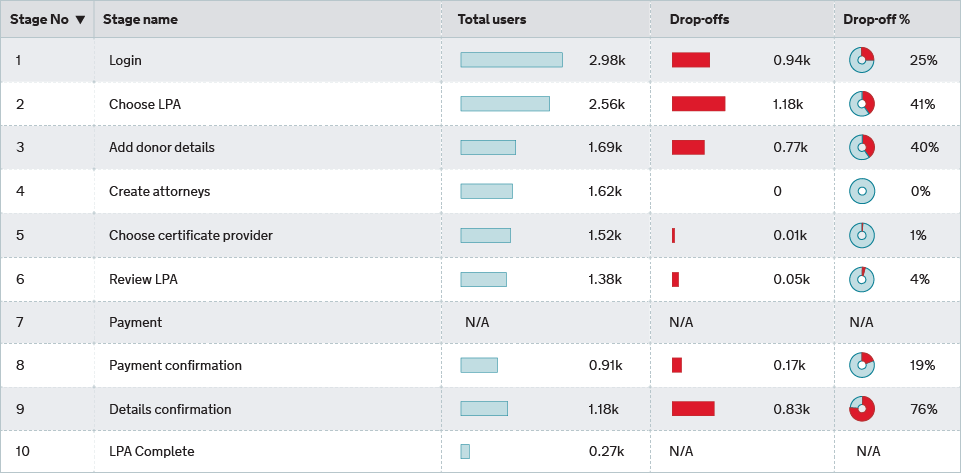 Stage No ▼ Stage name Total users Drop-offs Drop-off %
1 Login 2.98k 0.94k 25%
2 Choose LPA 2.56k 1.18k 41%
3 Add donor details 1.69k 0.77k 40%
4 Create attorneys 1.62k 0 0%
5 Choose certificate provider 1.52k 0.01k 1%
6 Review LPA 1.38k 0.05k 4%
7 Payment N/A N/A N/A
8 Payment confirmation 0.91k 0.17k 19%
9 Details confirmation 1.18k 0.83k 76%
10 LPA Complete 0.27k N/A N/A